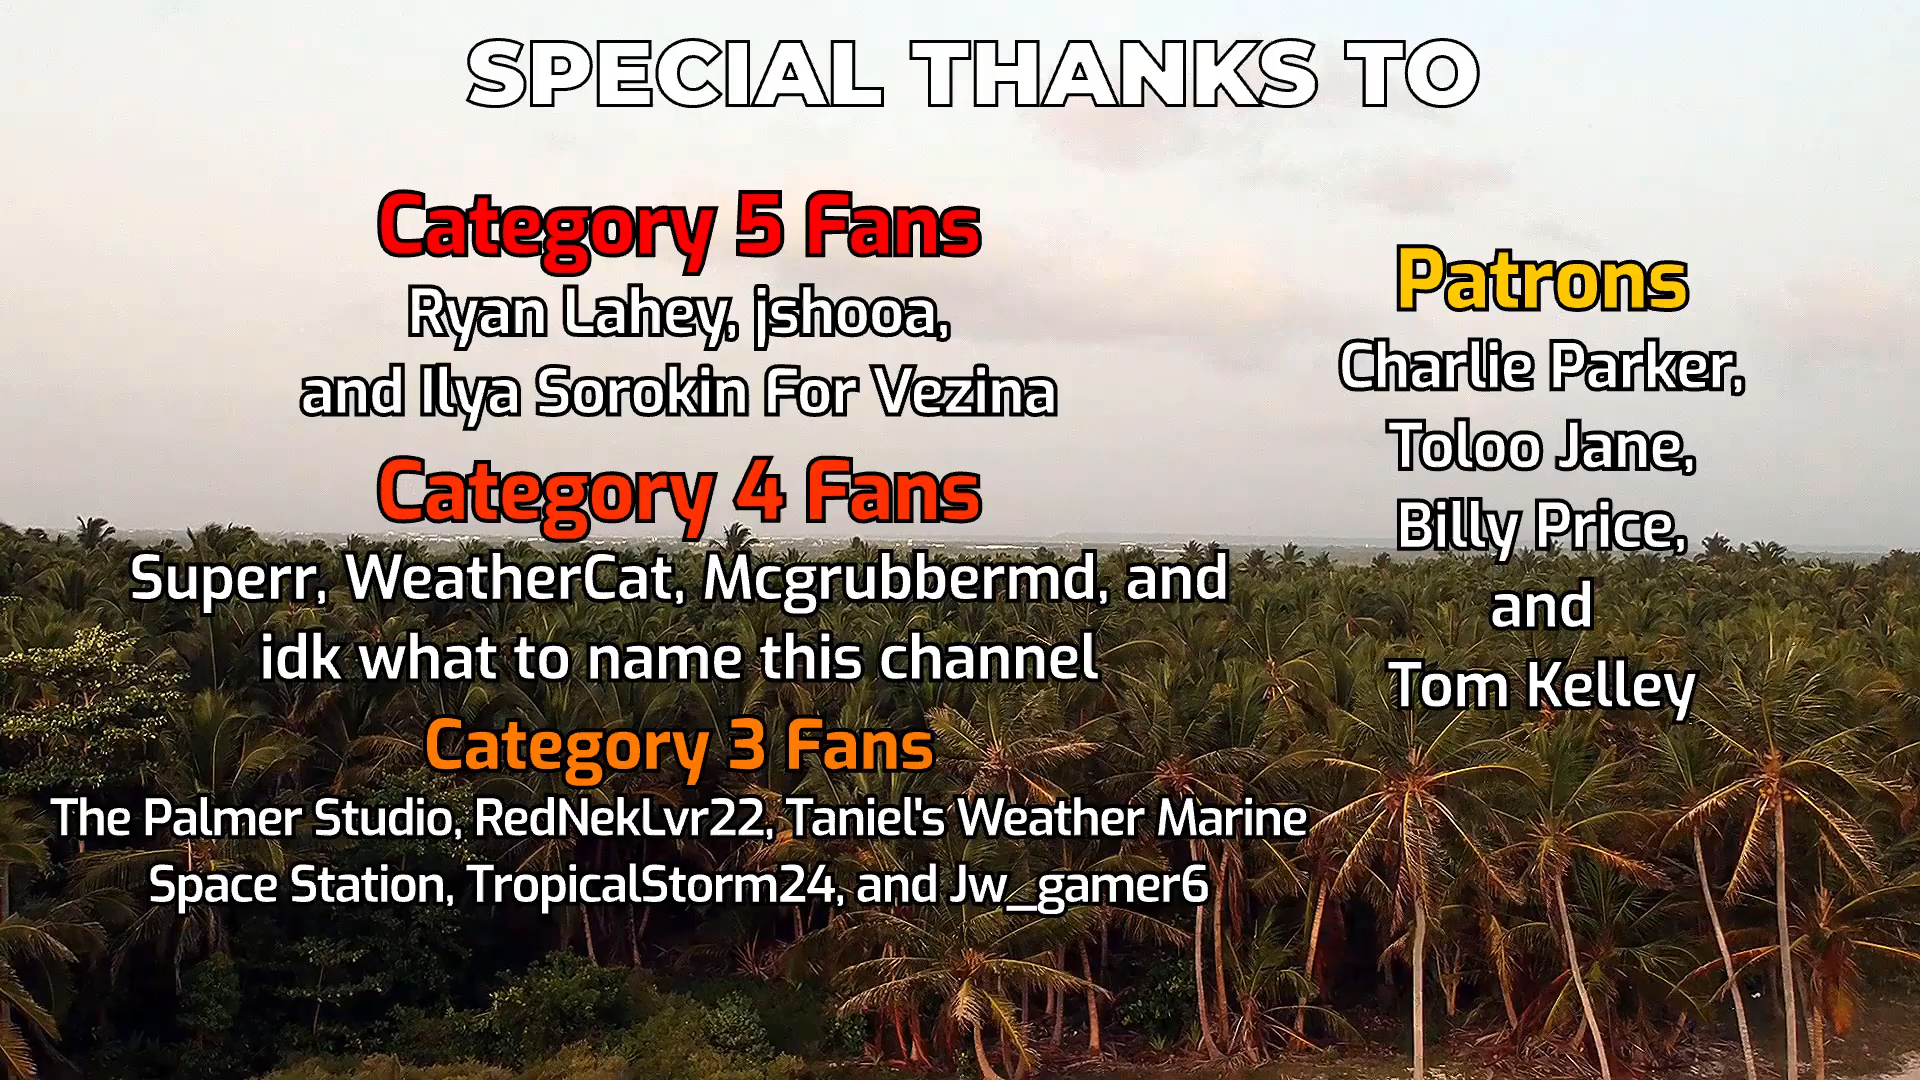 SPECIAL THANKS TO
Category 5 Fans
Ryan Lahey, jshooa,
and Ilya Sorokin For Vezina
Category 4 Fans
Superr, WeatherCat, Mcgrubbermd, and
idk what to name this channel
Category 3 Fans
The Palmer Studio, RedNekLvr22, Taniel's Weather Marine
Space Station, TropicalStorm24, and Jw_gamer6
Patrons
Charlie Parker,
Toloo Jane,
Billy Price,
and
Tom Kelley